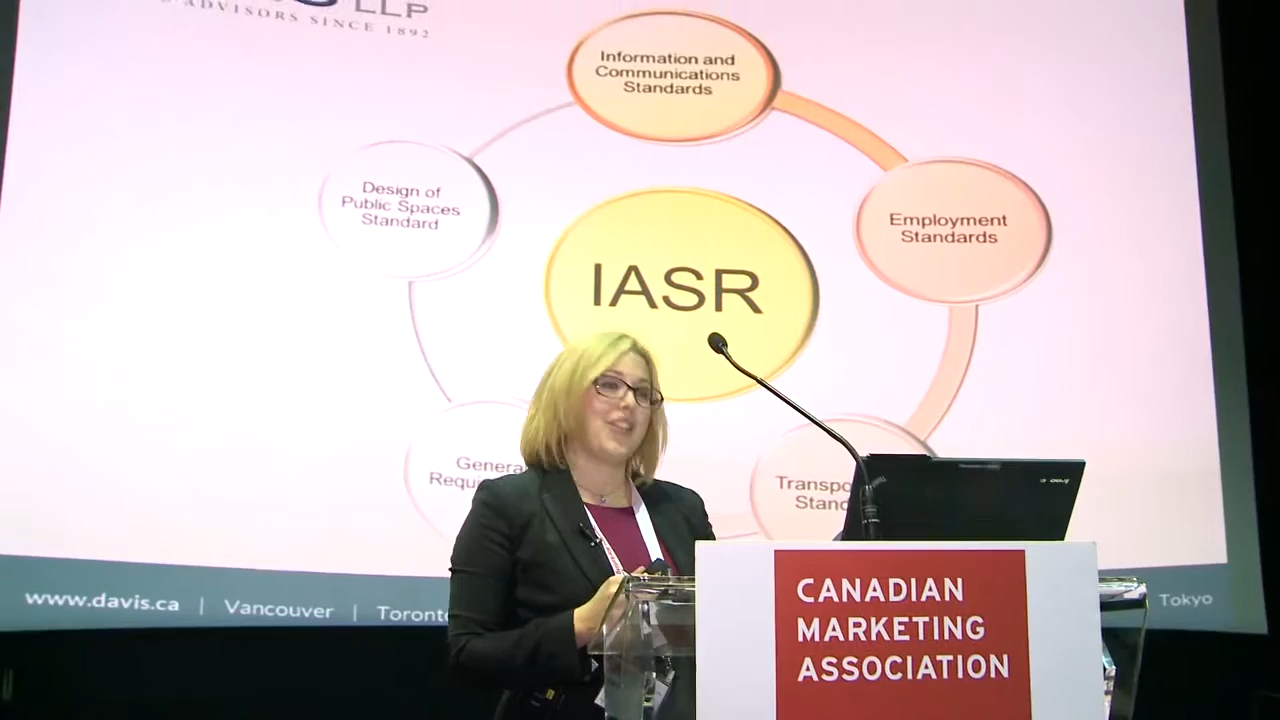 LLP
ADVISORS SINCE 1892
Information and
Communications
Standards
Design of
Public Spaces
Standard
Employment
Standards
IASR
www.davis.ca | Vancouver |
Tokyo
CANADIAN
MARKETING
ASSOCIATION